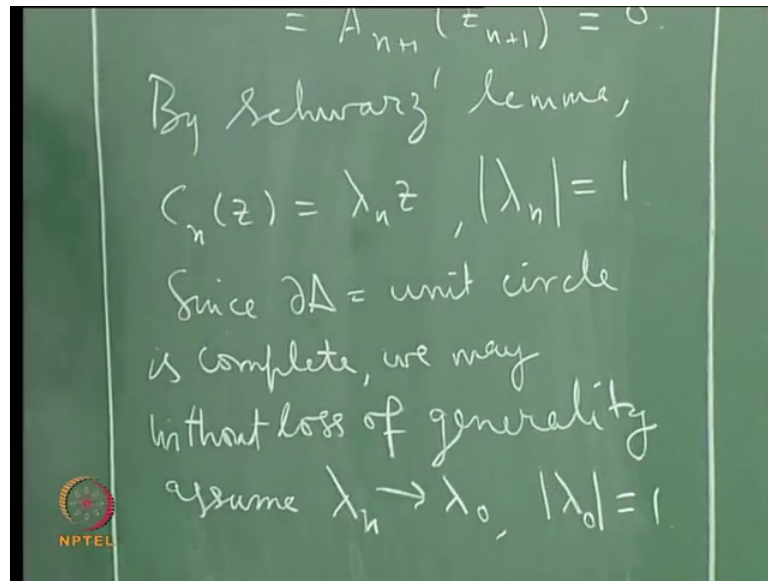 = A_{n+1} (z_{n+1}) = 0.
By Schwarz' lemma,
C_n(z) = λ_n z , |λ_n| = 1
Since ∂Δ = unit circle
is complete, we may
without loss of generality
assume λ_n → λ_0, |λ_0| = 1
NPTEL